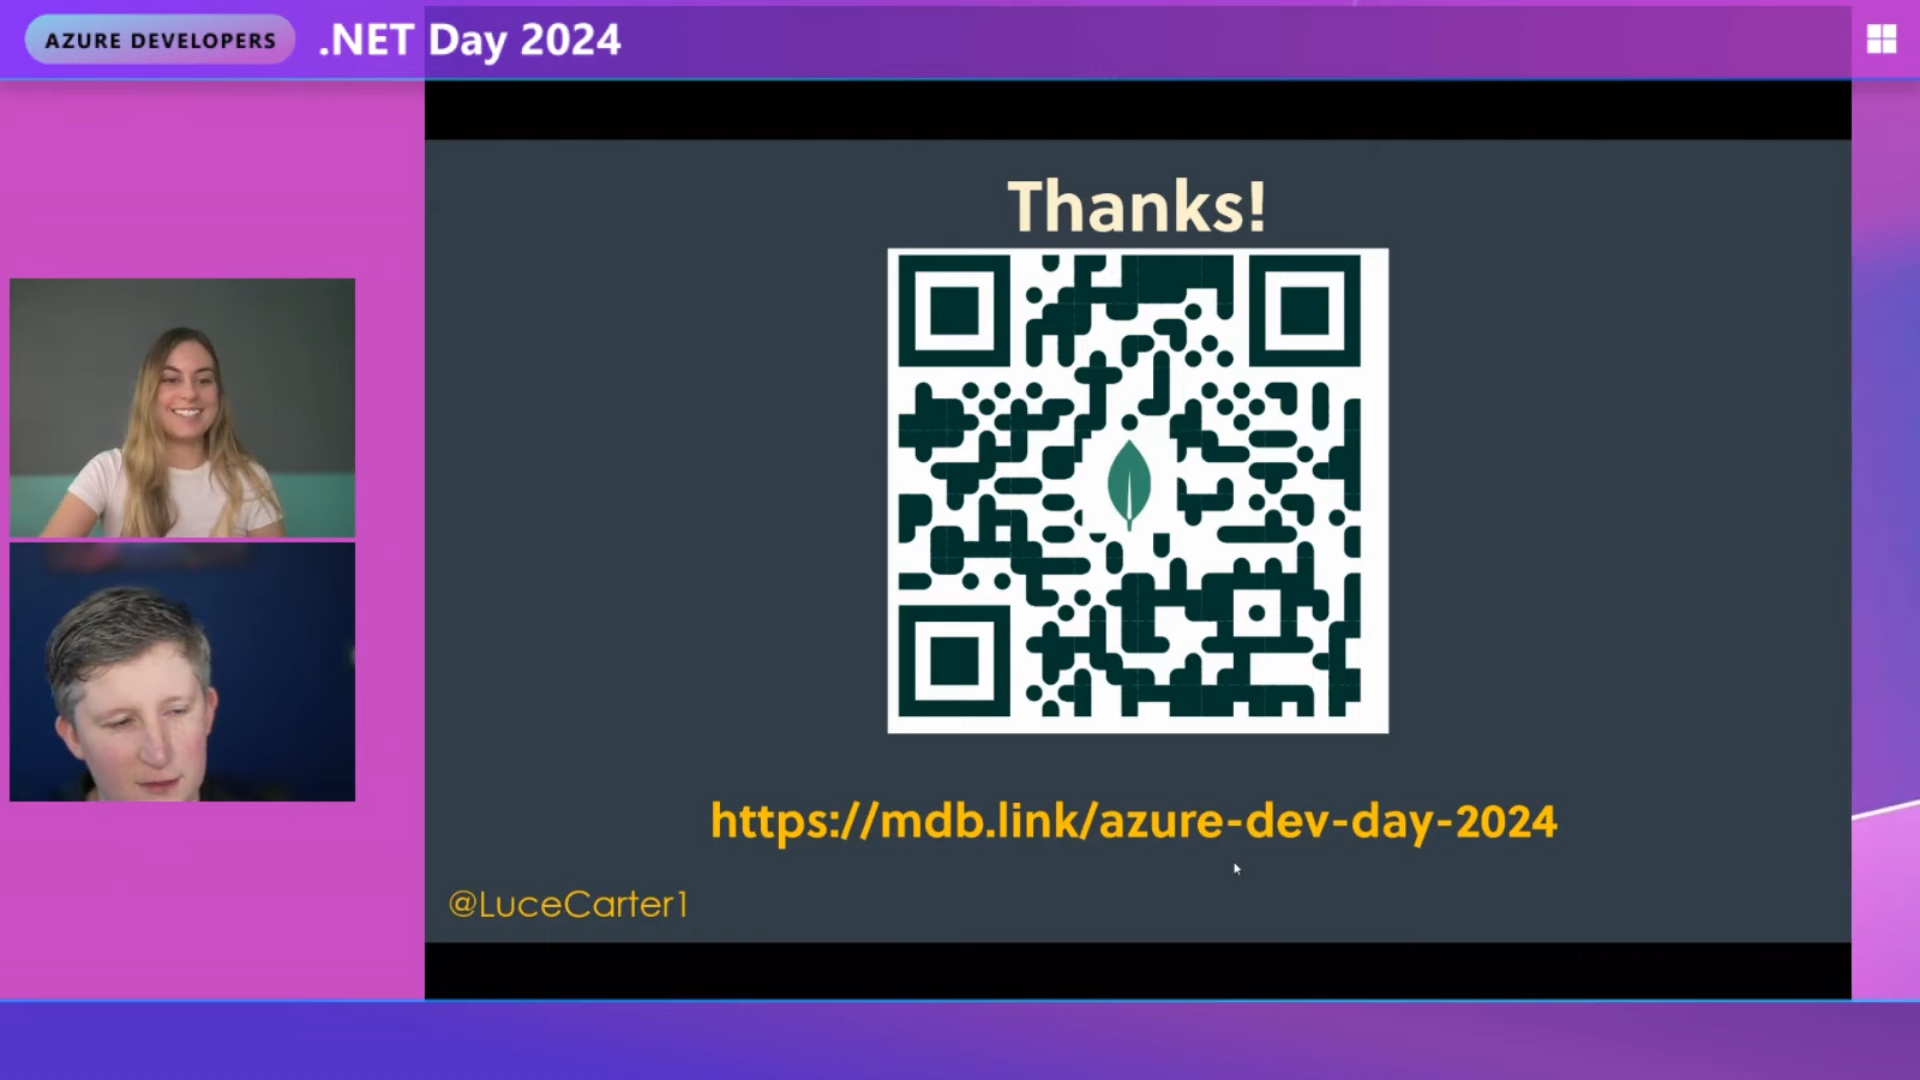 AZURE DEVELOPERS .NET Day 2024
Thanks!
https://mdb.link/azure-dev-day-2024
@LuceCarter1